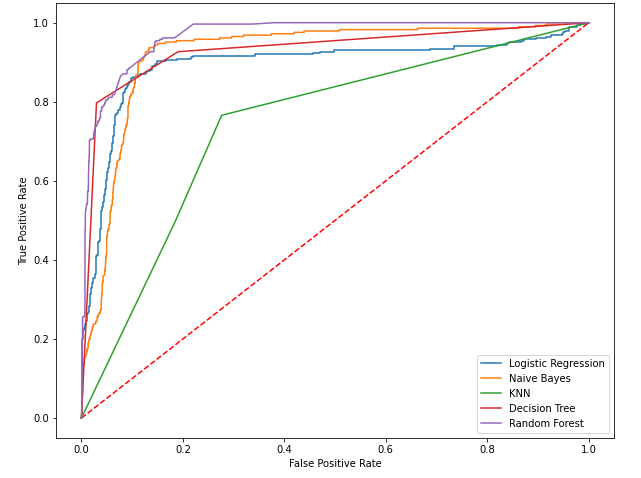 1.0
0.8
0.6
0.4
0.2
0.0
True Positive Rate
0.0 0.2 0.4 0.6 0.8 1.0
False Positive Rate
Logistic Regression
Naive Bayes
KNN
Decision Tree
Random Forest